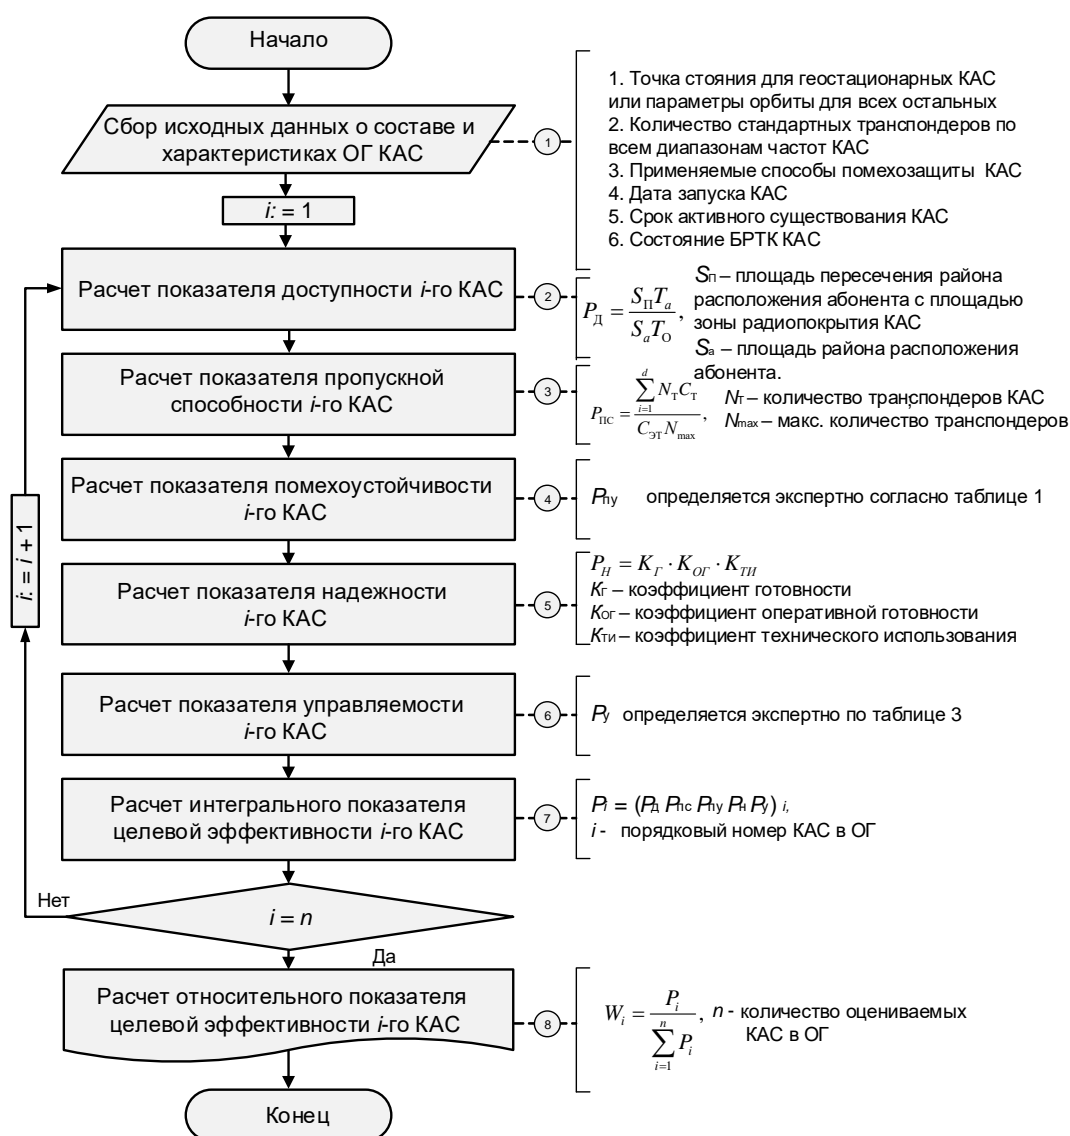 Начало
Сбор исходных данных о составе и
характеристиках ОГ КАС
1
1. Точка стояния для геостационарных КАС
или параметры орбиты для всех остальных
2. Количество стандартных транспондеров по
всем диапазонам частот КАС
3. Применяемые способы помехозащиты КАС
4. Дата запуска КАС
5. Срок активного существования КАС
6. Состояние БРТК КАС
i: = 1
Расчет показателя доступности i-го КАС
2
P_Д = S_П T_a / S_a T_О,
S_П – площадь пересечения района
расположения абонента с площадью
зоны радиопокрытия КАС
S_а – площадь района расположения
абонента.
Расчет показателя пропускной
способности i-го КАС
3
P_ПС = ∑_{i=1}^{d} N_Т C_Т / C_ЭТ N_max,
N_Т – количество транспондеров КАС
N_max – макс. количество транспондеров
Расчет показателя помехоустойчивости
i-го КАС
4
P_пу определяется экспертно согласно таблице 1
i: = i + 1
Расчет показателя надежности
i-го КАС
5
P_Н = K_Г · K_ОГ · K_ТИ
K_Г – коэффициент готовности
K_ОГ – коэффициент оперативной готовности
K_ТИ – коэффициент технического использования
Расчет показателя управляемости
i-го КАС
6
P_у определяется экспертно по таблице 3
Расчет интегрального показателя
целевой эффективности i-го КАС
7
P_i = (P_д P_пс P_пу P_н P_у) i,
i - порядковый номер КАС в ОГ
Нет
i = n
Да
Расчет относительного показателя
целевой эффективности i-го КАС
8
W_i = P_i / ∑_{i=1}^{n} P_i,
n - количество оцениваемых
КАС в ОГ
Конец